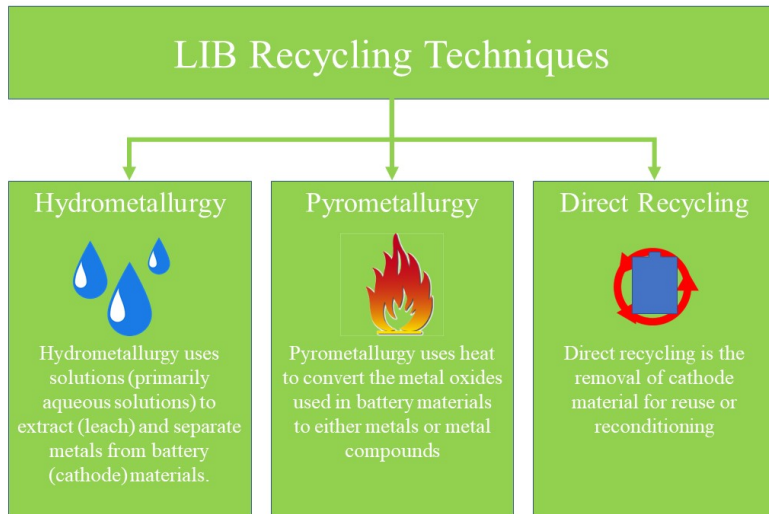 LIB Recycling Techniques
Hydrometallurgy
Hydrometallurgy uses
solutions (primarily
aqueous solutions) to
extract (leach) and separate
metals from battery
(cathode) materials.
Pyrometallurgy
Pyrometallurgy uses heat
to convert the metal oxides
used in battery materials
to either metals or metal
compounds
Direct Recycling
Direct recycling is the
removal of cathode
material for reuse or
reconditioning